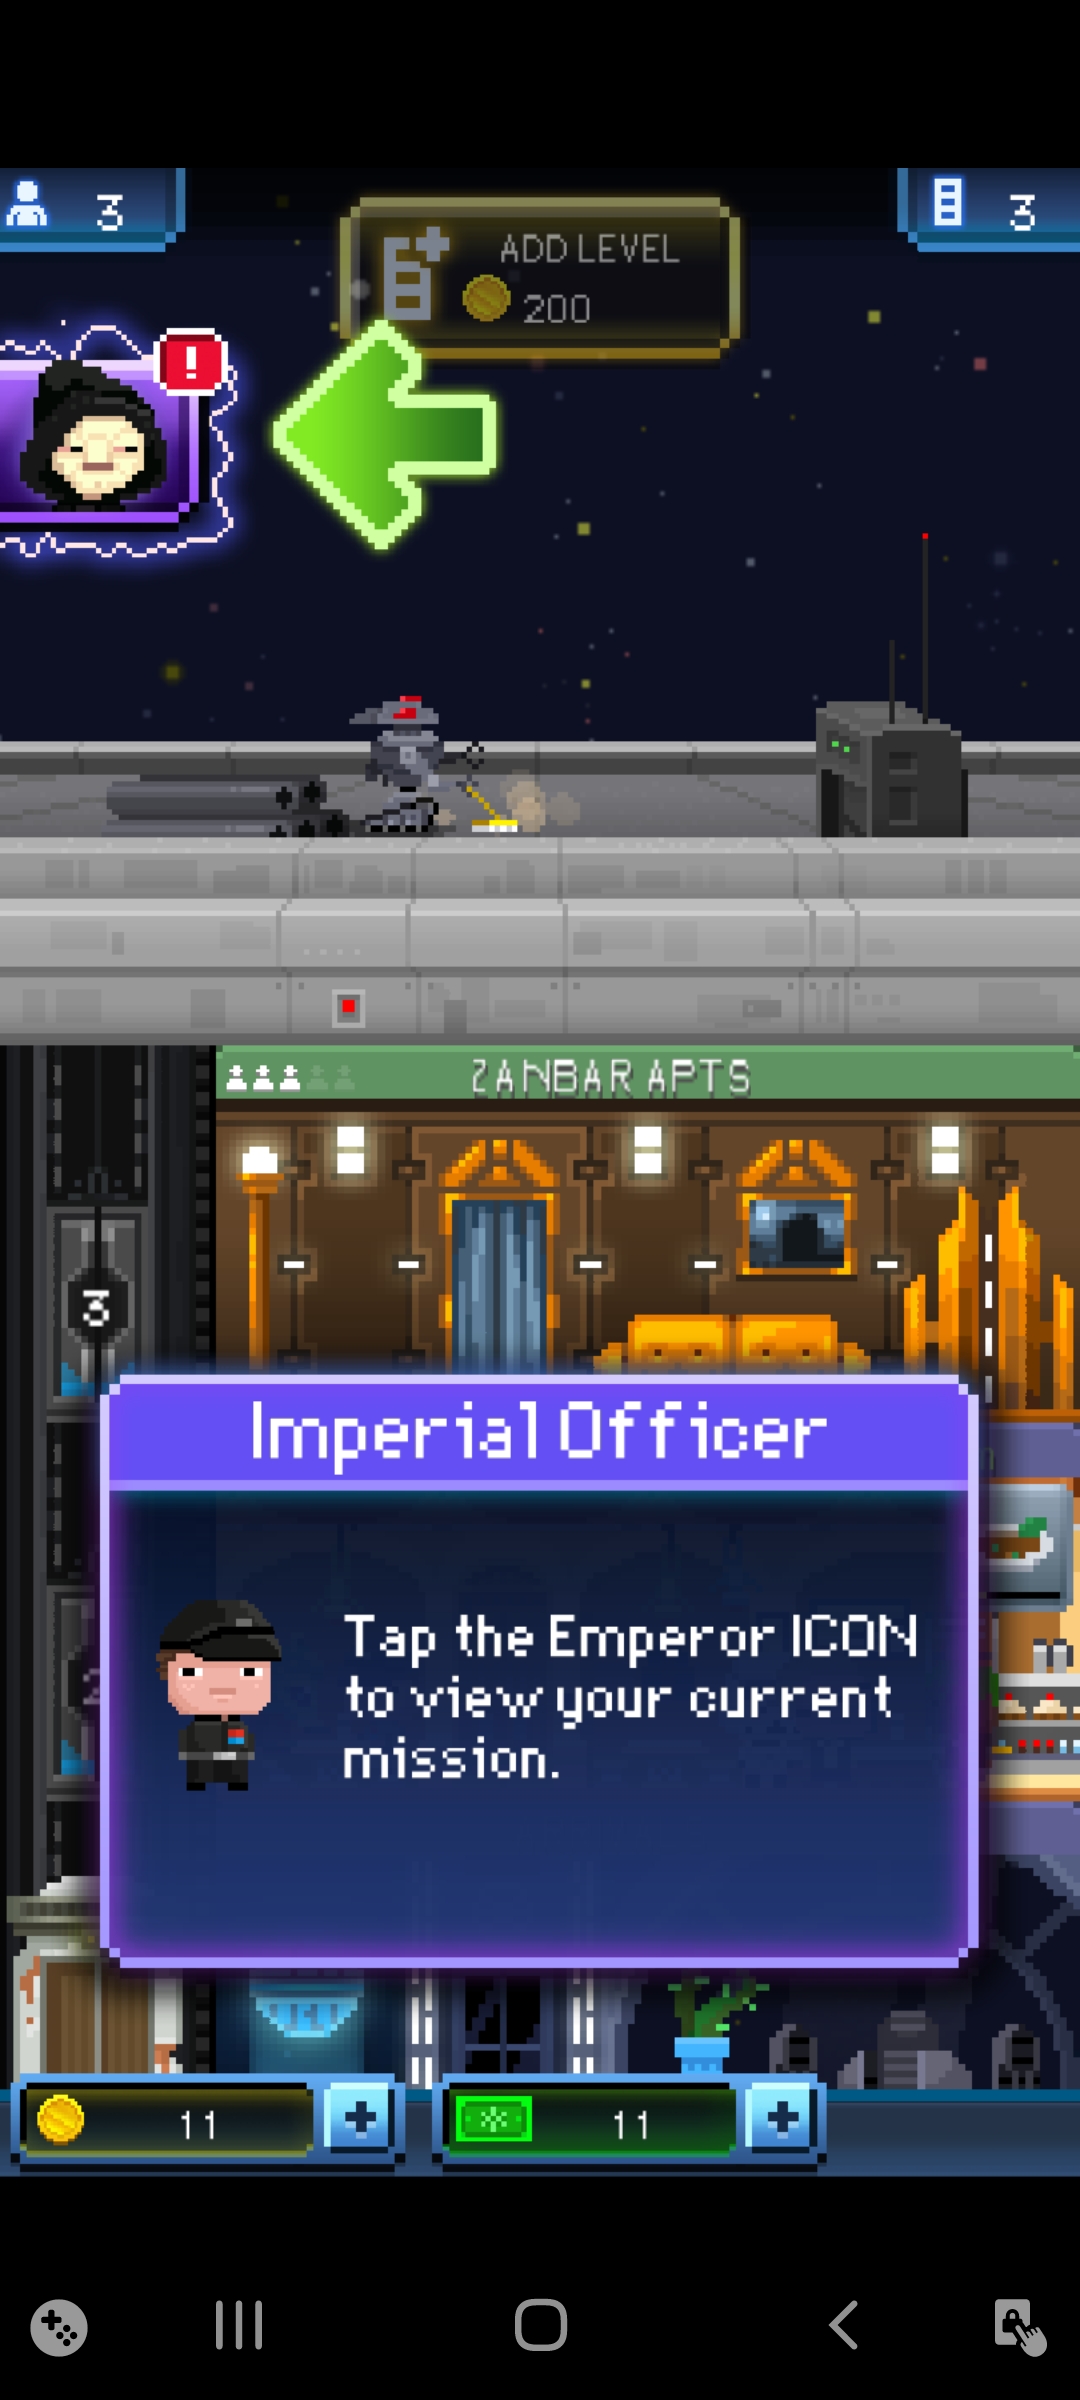 3
ADD LEVEL
200
3
!
ZANBAR APTS
3
Imperial Officer
Tap the Emperor ICON
to view your current
mission.
2
11
11